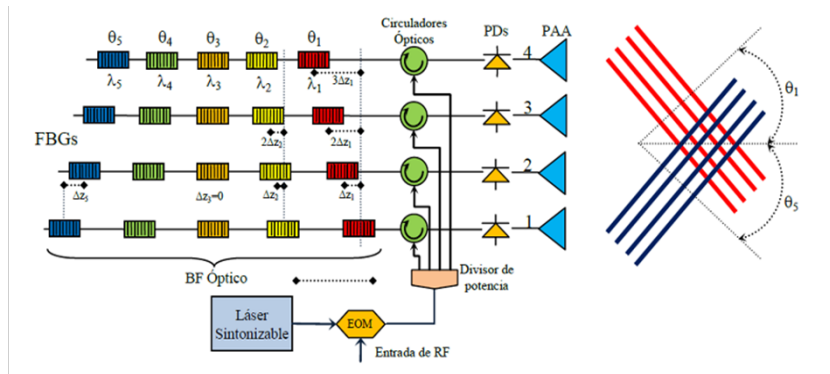 θ5 θ4 θ3 θ2 θ1
Circuladores
Ópticos
PDs PAA
λ5 λ4 λ3 λ2 λ1
3Δz1
4
θ1
FBGs
2Δz2 2Δz1
3
Δz5 Δz3=0 Δz2 Δz1
2
θ5
1
BF Óptico
Divisor de
potencia
Láser
Sintonizable
EOM
Entrada de RF